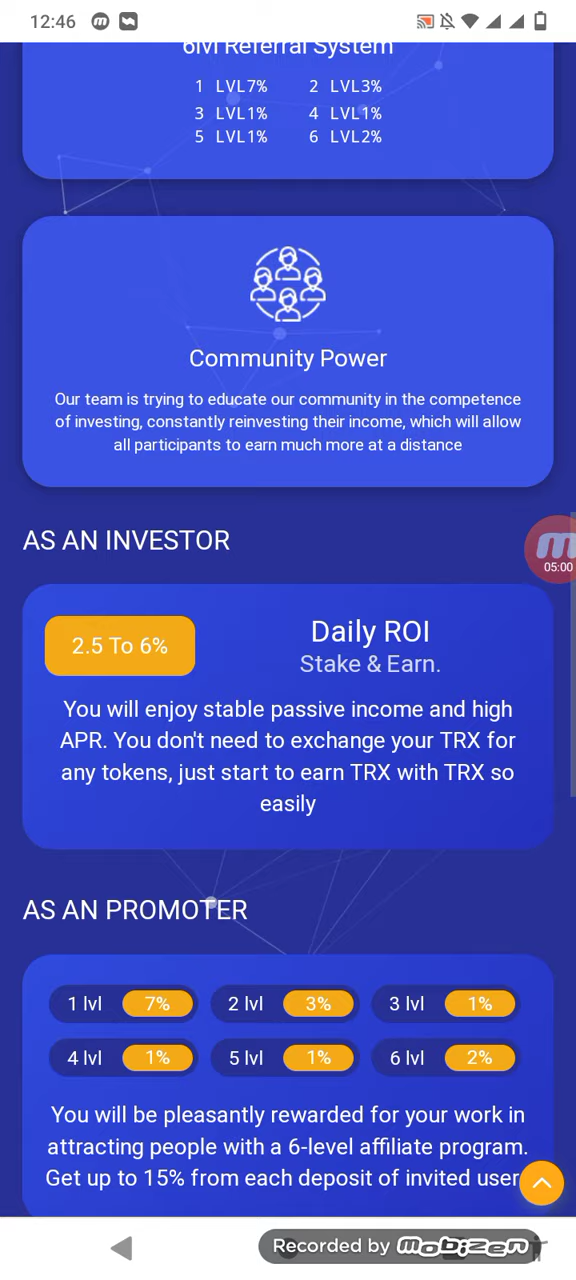 12:46
6lvl Referral System
1 LVL7% 2 LVL3%
3 LVL1% 4 LVL1%
5 LVL1% 6 LVL2%
Community Power
Our team is trying to educate our community in the competence
of investing, constantly reinvesting their income, which will allow
all participants to earn much more at a distance
AS AN INVESTOR
05:00
2.5 To 6%
Daily ROI
Stake & Earn.
You will enjoy stable passive income and high
APR. You don't need to exchange your TRX for
any tokens, just start to earn TRX with TRX so
easily
AS AN PROMOTER
1 lvl 7% 2 lvl 3% 3 lvl 1%
4 lvl 1% 5 lvl 1% 6 lvl 2%
You will be pleasantly rewarded for your work in
attracting people with a 6-level affiliate program.
Get up to 15% from each deposit of invited user
Recorded by mobizen